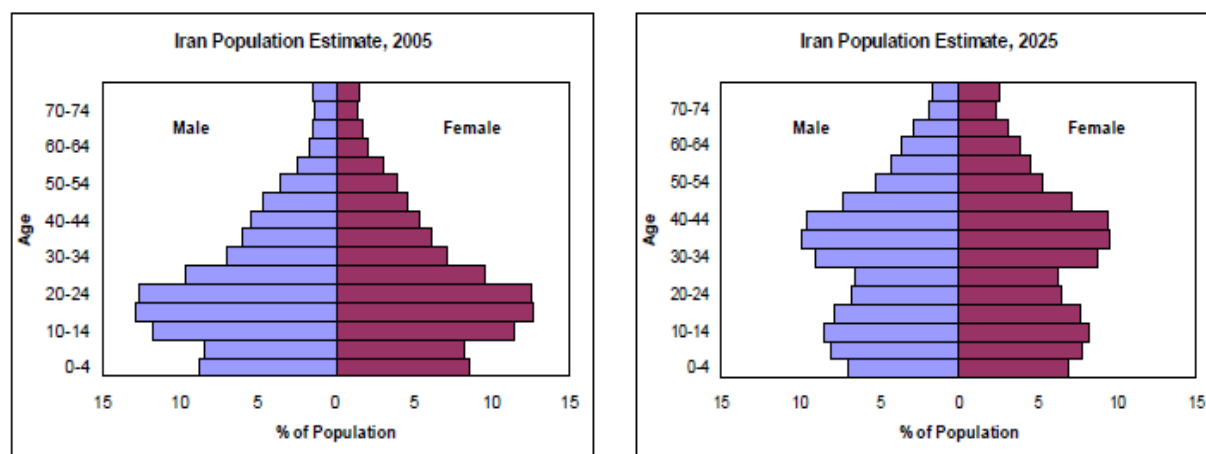 Iran Population Estimate, 2005
70-74
Male
Female
60-64
50-54
Age
40-44
30-34
20-24
10-14
0-4
15 10 5 0 5 10 15
% of Population
Iran Population Estimate, 2025
70-74
Male
Female
60-64
50-54
Age
40-44
30-34
20-24
10-14
0-4
15 10 5 0 5 10 15
% of Population